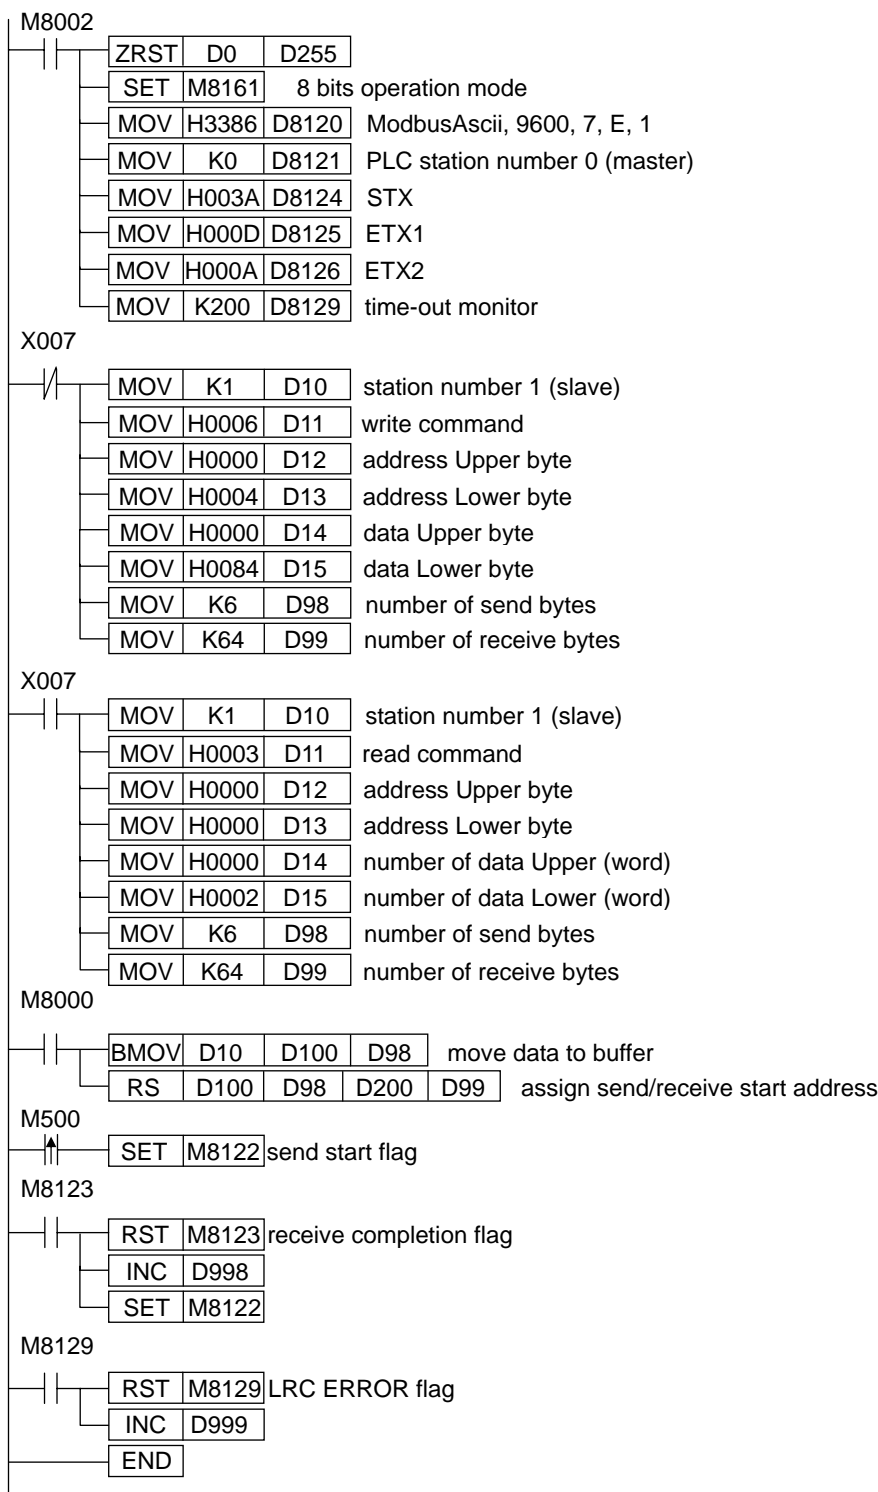 M8002
ZRST D0 D255
SET M8161 8 bits operation mode
MOV H3386 D8120 ModbusAscii, 9600, 7, E, 1
MOV K0 D8121 PLC station number 0 (master)
MOV H003A D8124 STX
MOV H000D D8125 ETX1
MOV H000A D8126 ETX2
MOV K200 D8129 time-out monitor
X007
MOV K1 D10 station number 1 (slave)
MOV H0006 D11 write command
MOV H0000 D12 address Upper byte
MOV H0004 D13 address Lower byte
MOV H0000 D14 data Upper byte
MOV H0084 D15 data Lower byte
MOV K6 D98 number of send bytes
MOV K64 D99 number of receive bytes
X007
MOV K1 D10 station number 1 (slave)
MOV H0003 D11 read command
MOV H0000 D12 address Upper byte
MOV H0000 D13 address Lower byte
MOV H0000 D14 number of data Upper (word)
MOV H0002 D15 number of data Lower (word)
MOV K6 D98 number of send bytes
MOV K64 D99 number of receive bytes
M8000
BMOV D10 D100 D98 move data to buffer
RS D100 D98 D200 D99 assign send/receive start address
M500
SET M8122 send start flag
M8123
RST M8123 receive completion flag
INC D998
SET M8122
M8129
RST M8129 LRC ERROR flag
INC D999
END